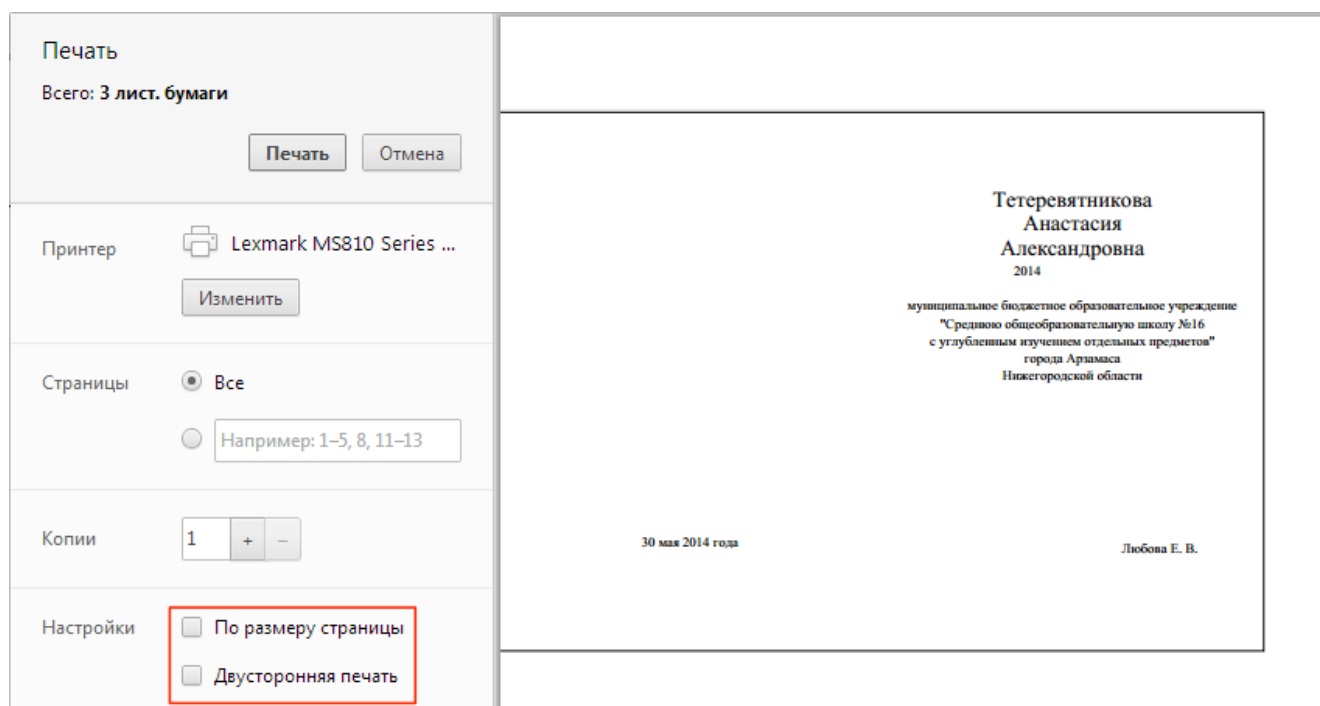 Печать
Всего: 3 лист. бумаги
Печать Отмена
Принтер Lexmark MS810 Series ...
Изменить
Страницы Все
Например: 1–5, 8, 11–13
Копии 1 + –
Настройки По размеру страницы
Двусторонняя печать
Тетеревятникова
Анастасия
Александровна
2014
муниципальное бюджетное образовательное учреждение
"Среднюю общеобразовательную школу №16
с углубленным изучением отдельных предметов"
города Арзамаса
Нижегородской области
30 мая 2014 года
Любова Е. В.